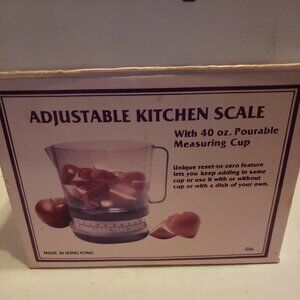 ADJUSTABLE KITCHEN SCALE
With 40 oz. Pourable
Measuring Cup
Unique reset-to-zero feature
lets you keep adding in same
cup or use it with or without
cup or with a dish of your own.
MADE IN HONG KONG